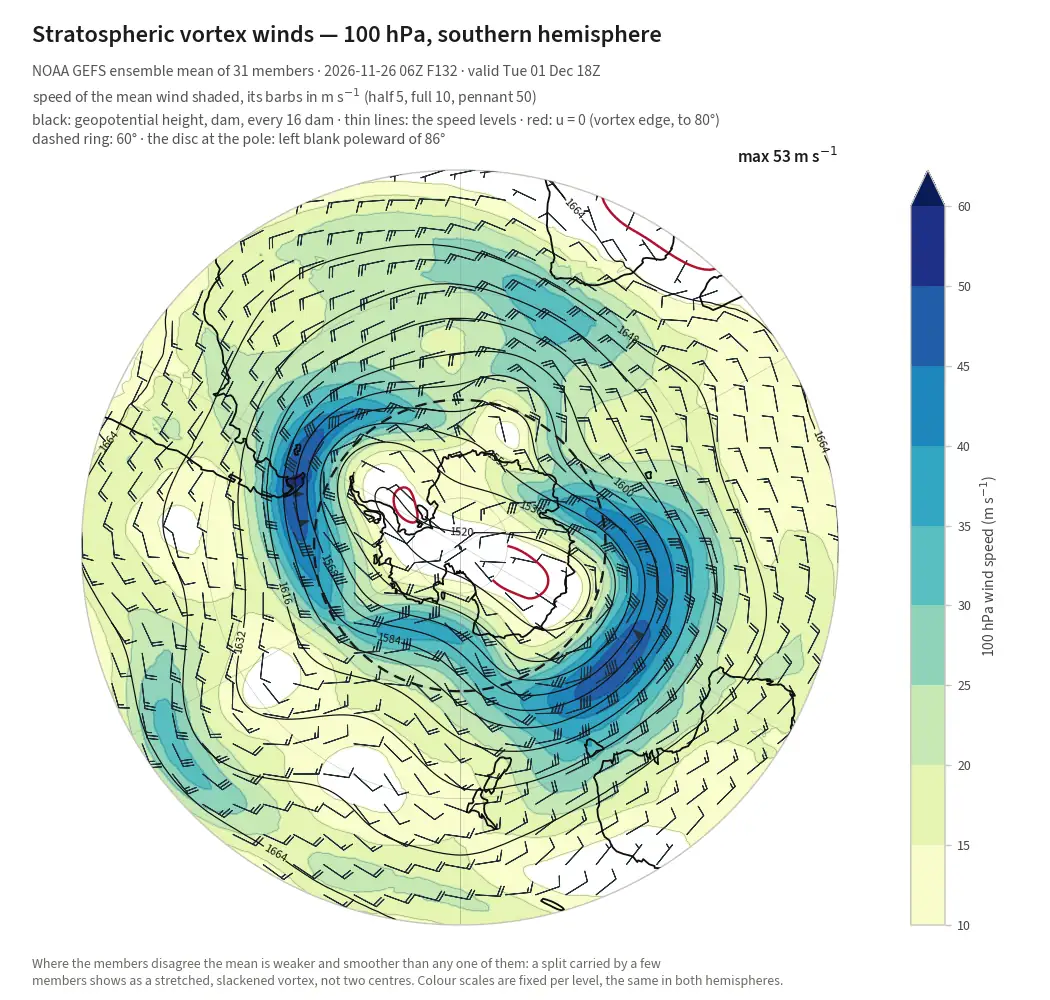 Stratospheric vortex winds — 100 hPa, southern hemisphere
NOAA GEFS ensemble mean of 31 members · 2026-11-26 06Z F132 · valid Tue 01 Dec 18Z
speed of the mean wind shaded, its barbs in m s⁻¹ (half 5, full 10, pennant 50)
black: geopotential height, dam, every 16 dam · thin lines: the speed levels · red: u = 0 (vortex edge, to 80°)
dashed ring: 60° · the disc at the pole: left blank poleward of 86°
max 53 m s⁻¹
1664
1648
1664
1664
1600
1520
1568
1616
1584
1632
1664
60
50
45
40
35
30
25
20
15
10
100 hPa wind speed (m s⁻¹)
Where the members disagree the mean is weaker and smoother than any one of them: a split carried by a few
members shows as a stretched, slackened vortex, not two centres. Colour scales are fixed per level, the same in both hemispheres.